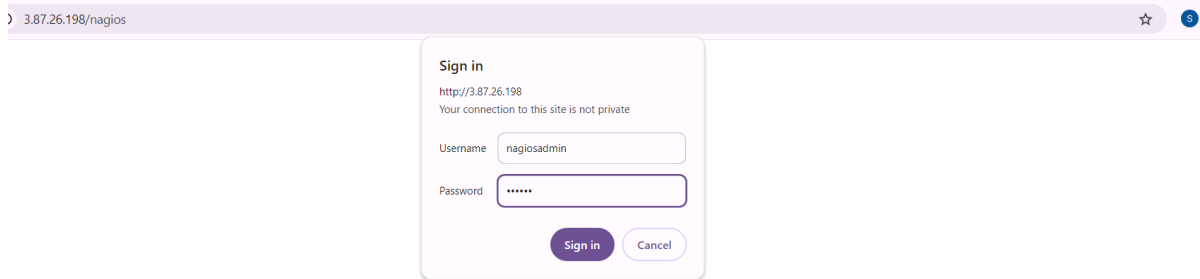 3.87.26.198/nagios
S
Sign in
http://3.87.26.198
Your connection to this site is not private
Username nagiosadmin
Password ••••••
Sign in Cancel